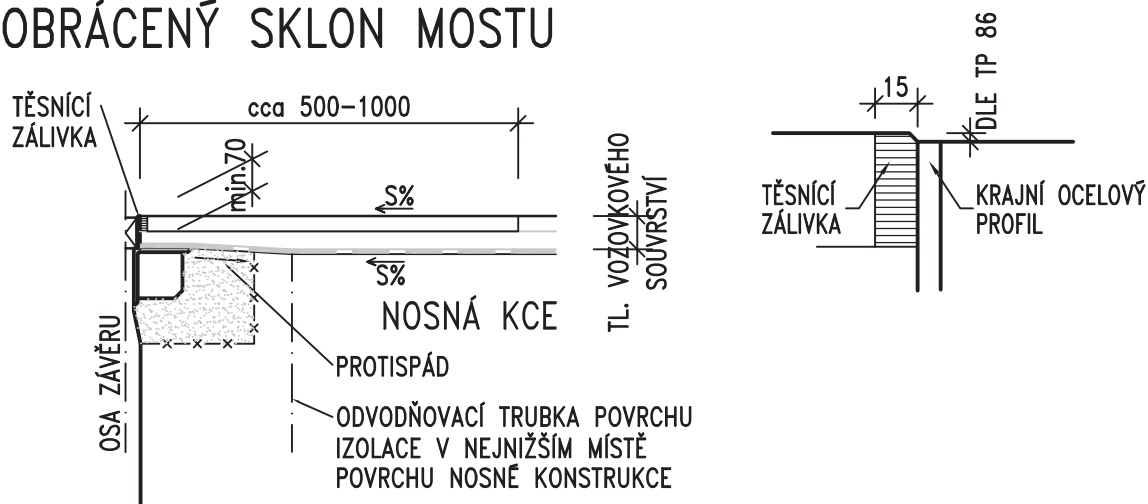 OBRÁCENÝ SKLON MOSTU
TĚSNÍCÍ
ZÁLIVKA
cca 500-1000
min.70
S%
S%
NOSNÁ KCE
TL. VOZOVKOVÉHO
SOUVRSTVÍ
OSA ZÁVĚRU
PROTISPÁD
ODVODŇOVACÍ TRUBKA POVRCHU
IZOLACE V NEJNIŽŠÍM MÍSTĚ
POVRCHU NOSNÉ KONSTRUKCE
15
DLE TP 86
TĚSNÍCÍ
ZÁLIVKA
KRAJNÍ OCELOVÝ
PROFIL